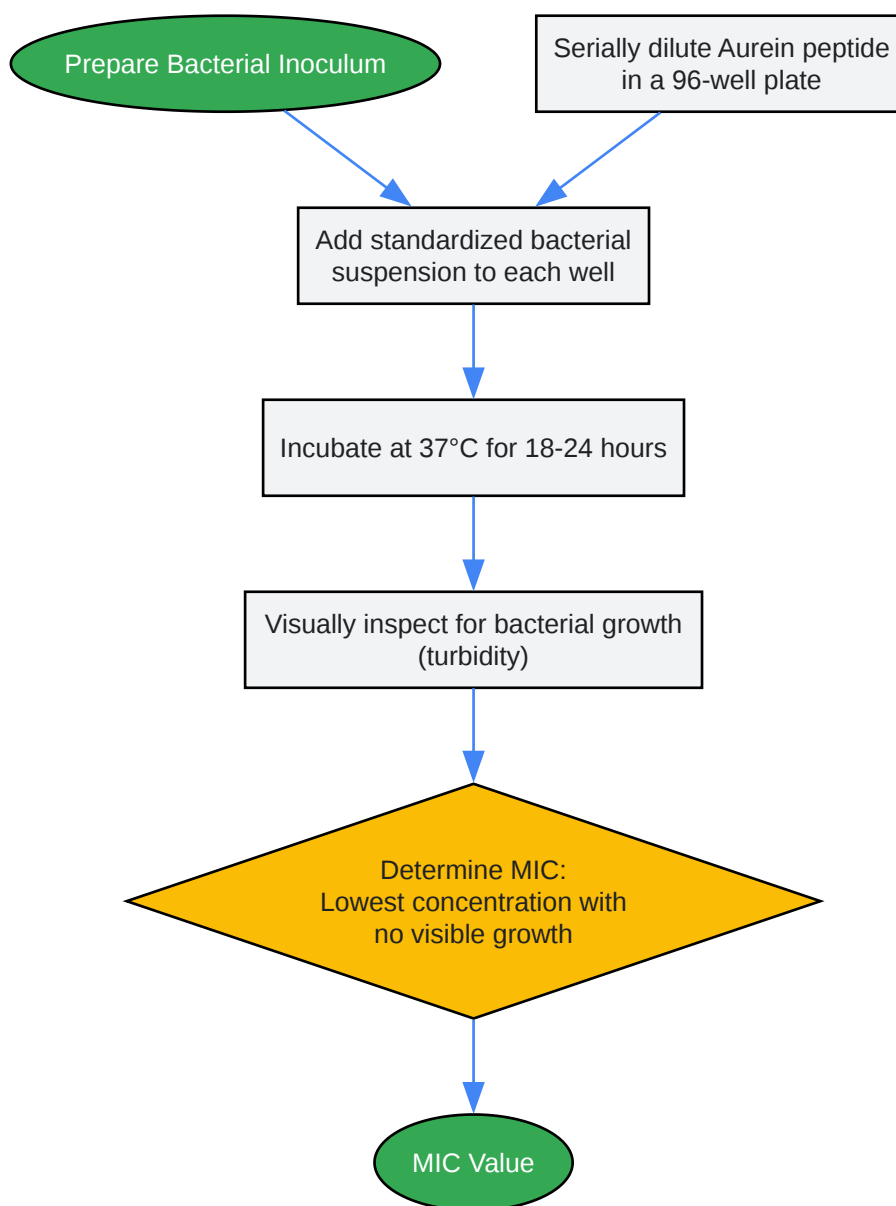 Prepare Bacterial Inoculum
Serially dilute Aurein peptide
in a 96-well plate
Add standardized bacterial
suspension to each well
Incubate at 37°C for 18-24 hours
Visually inspect for bacterial growth
(turbidity)
Determine MIC:
Lowest concentration with
no visible growth
MIC Value